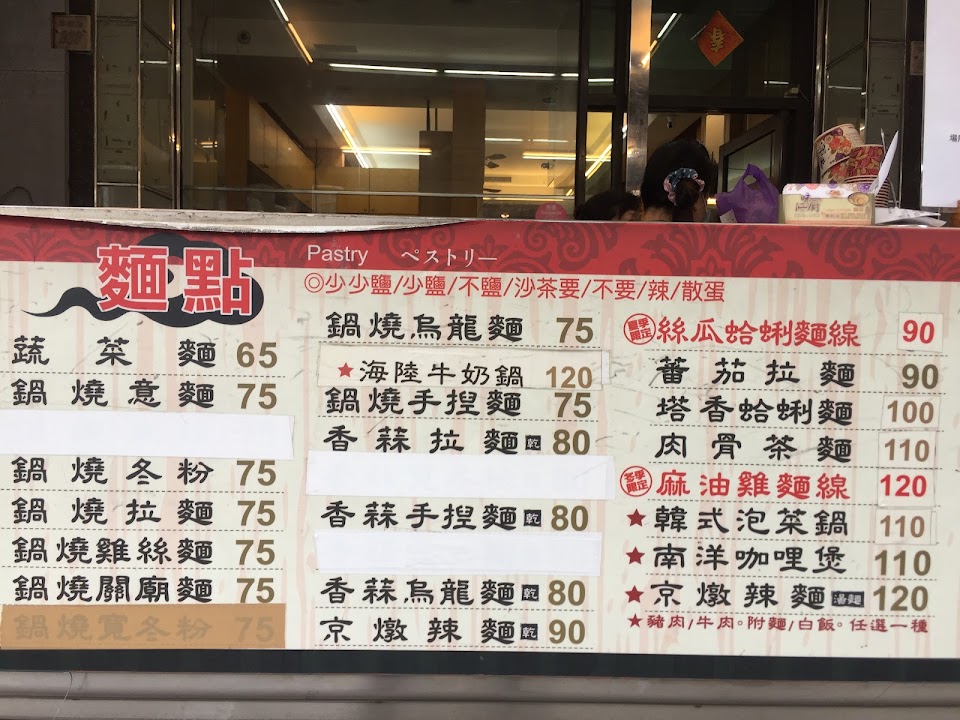 麵點
Pastry ペストリー
◎少少鹽/少鹽/不鹽/沙茶要/不要/辣/散蛋
蔬菜麵 65
鍋燒意麵 75
鍋燒冬粉 75
鍋燒拉麵 75
鍋燒雞絲麵 75
鍋燒關廟麵 75
鍋燒寬冬粉 75
鍋燒烏龍麵 75
★海陸牛奶鍋 120
鍋燒手捏麵 75
香蒜拉麵 乾 80
香蒜手捏麵 乾 80
香蒜烏龍麵 乾 80
京燉辣麵 乾 90
夏季限定 絲瓜蛤蜊麵線 90
蕃茄拉麵 90
塔香蛤蜊麵 100
肉骨茶麵 110
冬季限定 麻油雞麵線 120
★韓式泡菜鍋 110
★南洋咖哩煲 110
★京燉辣麵 湯麵 120
★豬肉/牛肉。附麵/白飯。任選一種